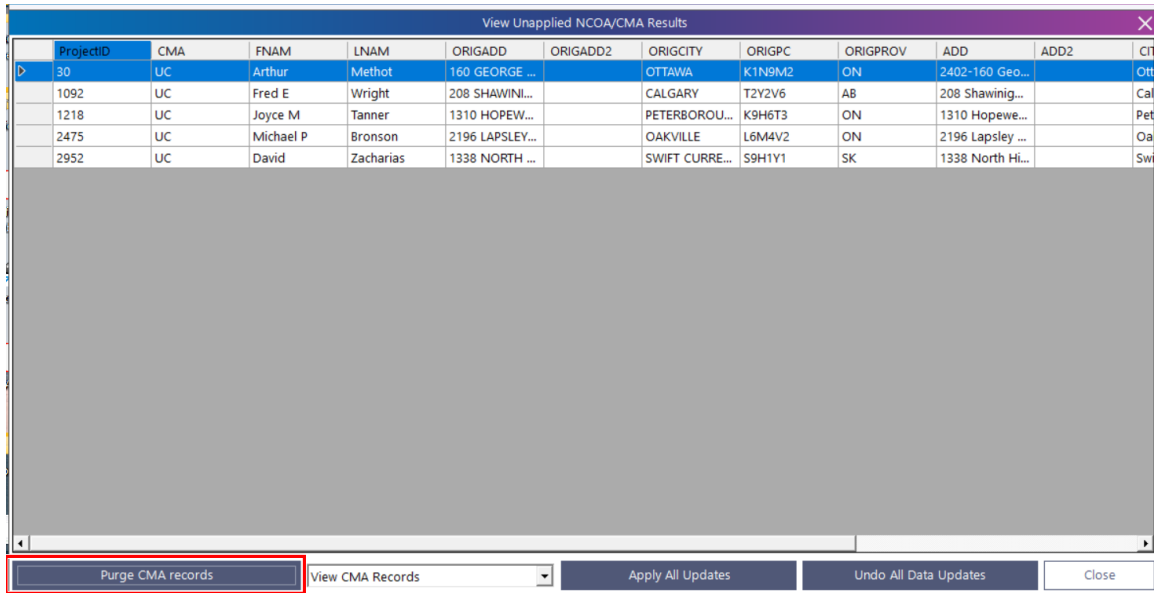 View Unapplied NCOA/CMA Results
ProjectID CMA FNAM LNAM ORIGADD ORIGADD2 ORIGCITY ORIGPC ORIGPROV ADD ADD2 CIT
30 UC Arthur Methot 160 GEORGE ... OTTAWA K1N9M2 ON 2402-160 Geo... Ott
1092 UC Fred E Wright 208 SHAWINI... CALGARY T2Y2V6 AB 208 Shawinig... Cal
1218 UC Joyce M Tanner 1310 HOPEW... PETERBOROU... K9H6T3 ON 1310 Hopewe... Pet
2475 UC Michael P Bronson 2196 LAPSLEY... OAKVILLE L6M4V2 ON 2196 Lapsley ... Oa
2952 UC David Zacharias 1338 NORTH ... SWIFT CURRE... S9H1Y1 SK 1338 North Hi... Swi
Purge CMA records View CMA Records Apply All Updates Undo All Data Updates Close